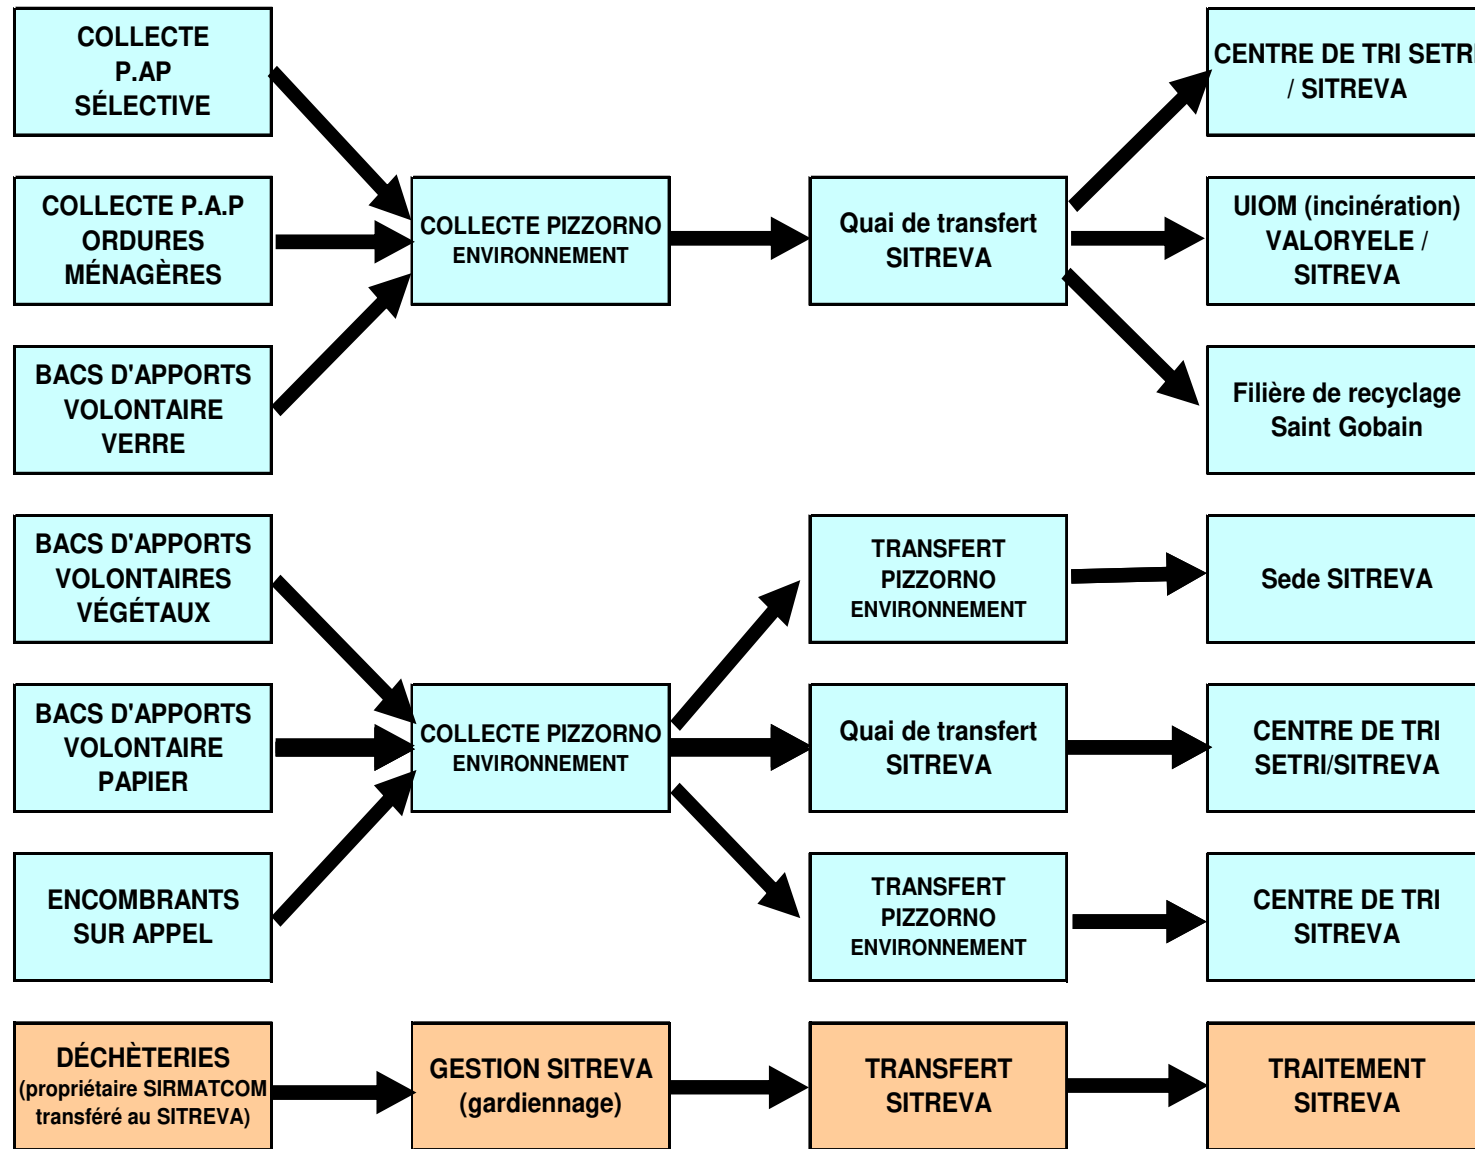 COLLECTE
P.AP
SÉLECTIVE
CENTRE DE TRI SETRI
/ SITREVA
COLLECTE P.A.P
ORDURES
MÉNAGÈRES
COLLECTE PIZZORNO
ENVIRONNEMENT
Quai de transfert
SITREVA
UIOM (incinération)
VALORYELE /
SITREVA
BACS D'APPORTS
VOLONTAIRE
VERRE
Filière de recyclage
Saint Gobain
BACS D'APPORTS
VOLONTAIRES
VÉGÉTAUX
TRANSFERT
PIZZORNO
ENVIRONNEMENT
Sede SITREVA
BACS D'APPORTS
VOLONTAIRE
PAPIER
COLLECTE PIZZORNO
ENVIRONNEMENT
Quai de transfert
SITREVA
CENTRE DE TRI
SETRI/SITREVA
ENCOMBRANTS
SUR APPEL
TRANSFERT
PIZZORNO
ENVIRONNEMENT
CENTRE DE TRI
SITREVA
DÉCHÈTERIES
(propriétaire SIRMATCOM
transféré au SITREVA)
GESTION SITREVA
(gardiennage)
TRANSFERT
SITREVA
TRAITEMENT
SITREVA